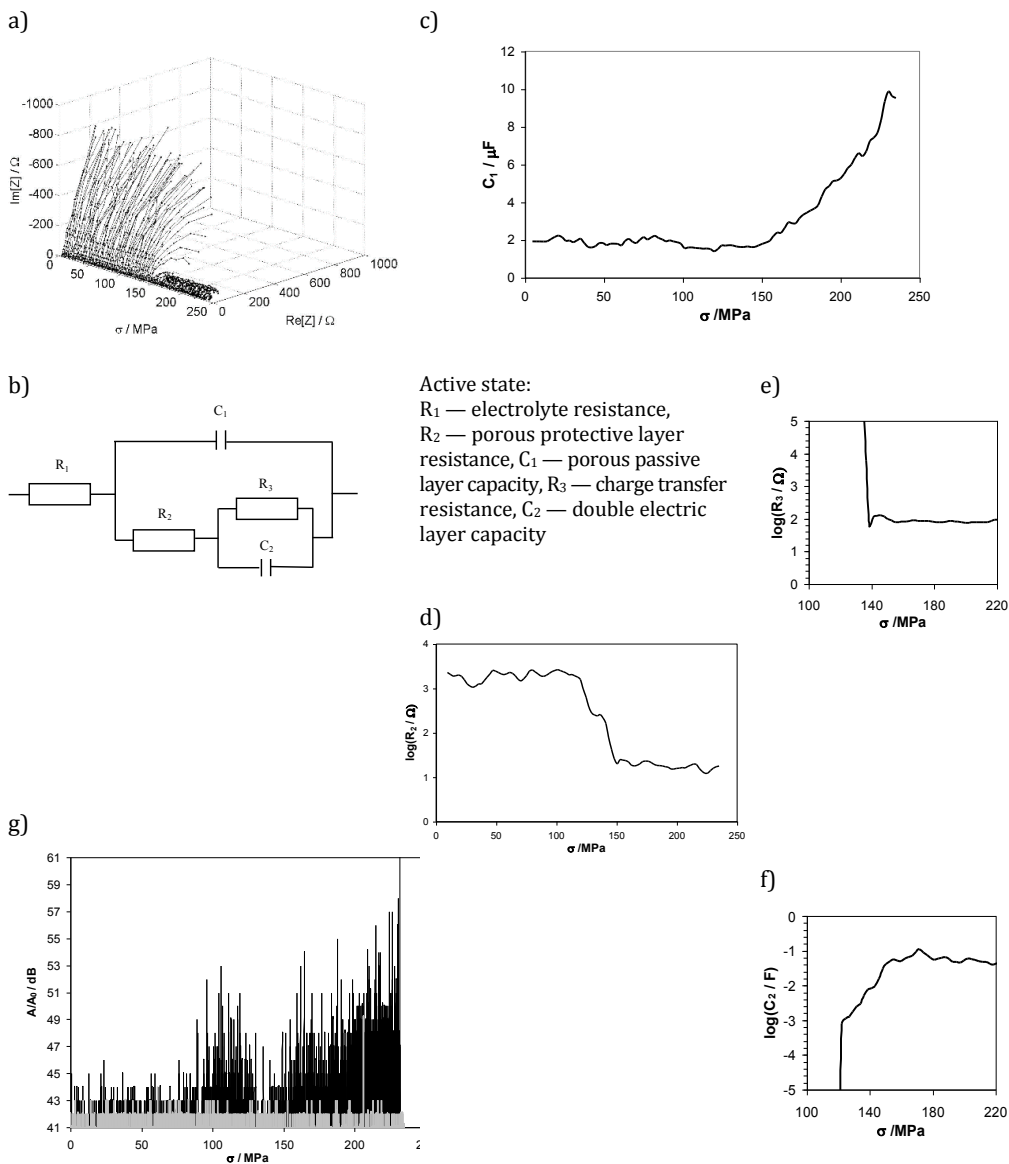 a)
-1000
-800
-600
-400
-200
0
Im[Z] / Ω
0
50
100
150
200
250
σ / MPa
0
200
400
600
800
1000
Re[Z] / Ω
c)
12
10
8
6
4
2
0
C₁ / μF
0 50 100 150 200 250
σ /MPa
b)
C₁
R₁
R₃
R₂
C₂
Active state:
R₁ — electrolyte resistance,
R₂ — porous protective layer
resistance, C₁ — porous passive
layer capacity, R₃ — charge transfer
resistance, C₂ — double electric
layer capacity
e)
5
4
3
2
1
0
log(R₃/ Ω)
100 140 180 220
σ /MPa
d)
4
3
2
1
0
log(R₂ / Ω)
0 50 100 150 200 250
σ /MPa
g)
61
59
57
55
53
51
49
47
45
43
41
A/A₀ / dB
0 50 100 150 200 2
σ / MPa
f)
0
-1
-2
-3
-4
-5
log(C₂ / F)
100 140 180 220
σ /MPa